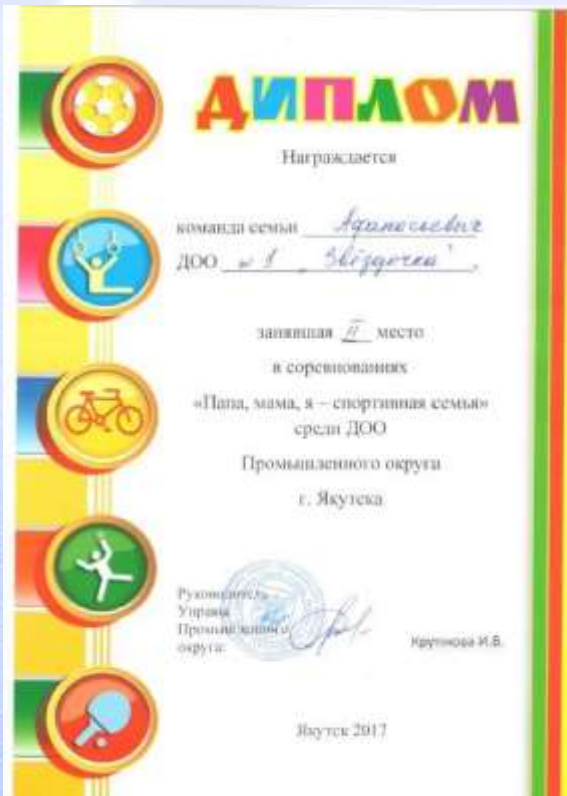 ДИПЛОМ
Награждается
команда семьи Афанасьевых
ДОО № 1 „Звёздочка"
занявшая II место
в соревнованиях
«Папа, мама, я – спортивная семья»
среди ДОО
Промышленного округа
г. Якутска
Руководитель
Управы
Промышленного
округа:
Крупнова И.В.
Якутск 2017